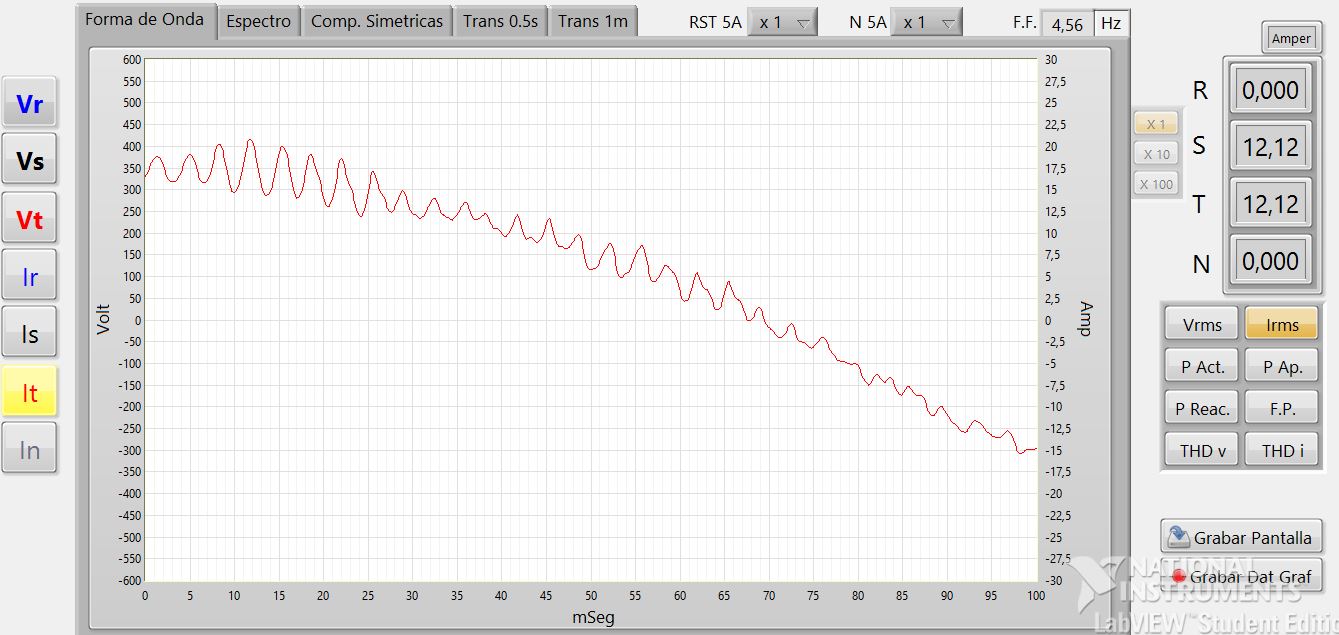 Forma de Onda Espectro Comp. Simetricas Trans 0.5s Trans 1m RST 5A x 1 N 5A x 1 F.F. 4,56 Hz
Amper
Vr
Vs
Vt
Ir
Is
It
In
Volt
600
550
500
450
400
350
300
250
200
150
100
50
0
-50
-100
-150
-200
-250
-300
-350
-400
-450
-500
-550
-600
0 5 10 15 20 25 30 35 40 45 50 55 60 65 70 75 80 85 90 95 100
mSeg
30
27,5
25
22,5
20
17,5
15
12,5
10
7,5
5
2,5
0
-2,5
-5
-7,5
-10
-12,5
-15
-17,5
-20
-22,5
-25
-27,5
-30
Amp
X 1
X 10
X 100
R 0,000
S 12,12
T 12,12
N 0,000
Vrms Irms
P Act. P Ap.
P Reac. F.P.
THD v THD i
Grabar Pantalla
Grabar Dat Graf
NATIONAL
INSTRUMENTS
LabVIEW™ Student Editio